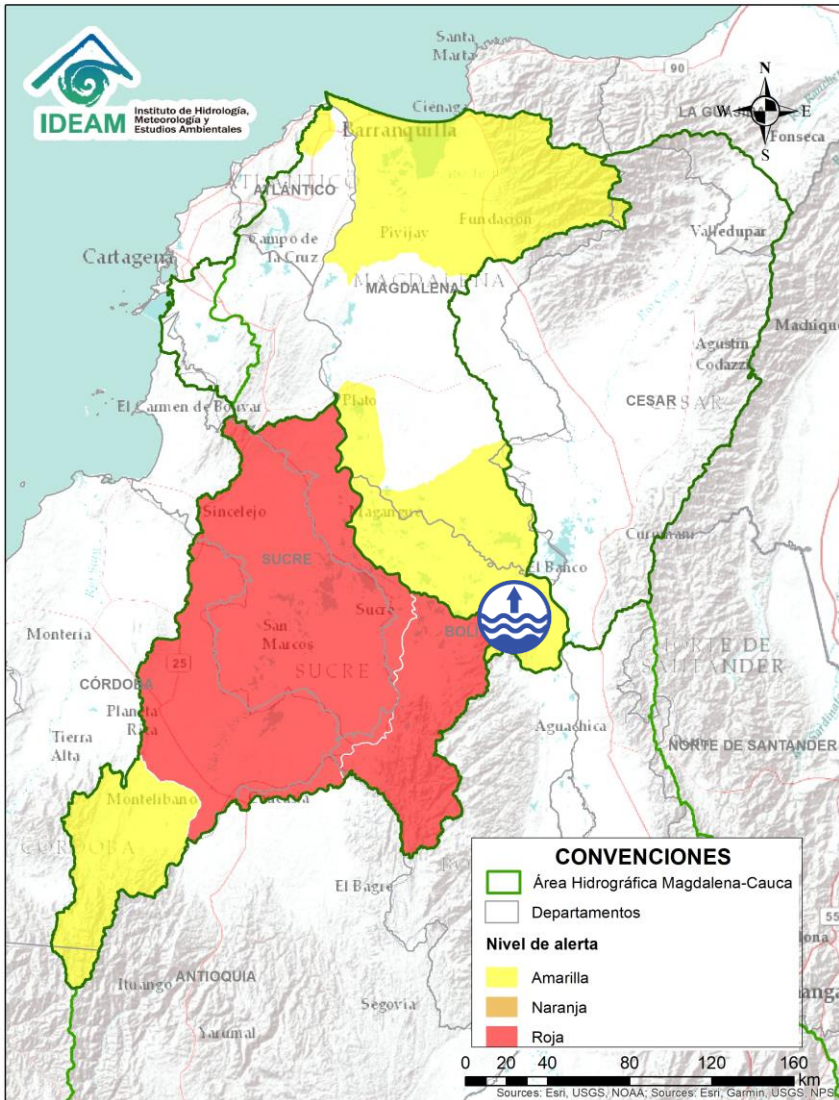 IDEAM
Instituto de Hidrología,
Meteorología y
Estudios Ambientales
Santa
Marta
90
N
W
E
S
Ciénaga
Fonseca
Barranquilla
ATLÁNTICO
Fundación
Valledupar
Pivijay
Campo de
la Cruz
Cartagena
MAGDALENA
MAGDALENA
Machique
Agustín
Codazzi
El Carmen de Bolívar
Plato
CESAR
CESAR
Sincelejo
Magangué
Curumaní
SUCRE
El Banco
Sucre
San
Marcos
Montería
SUCRE
25
NORTE DE
SANTANDER
CÓRDOBA
Planeta
Rica
Tierra
Alta
Aguachica
NORTE DE SANTANDER
Montelíbano
CÓRDOBA
El Bagre
ANTIOQUIA
Ituango
Segovia
Yarumal
55
CONVENCIONES
Área Hidrográfica Magdalena-Cauca
Departamentos
Nivel de alerta
Amarilla
Naranja
Roja
0 20 40 80 120 160
km
Sources: Esri, USGS, NOAA; Sources: Esri, Garmin, USGS, NPS